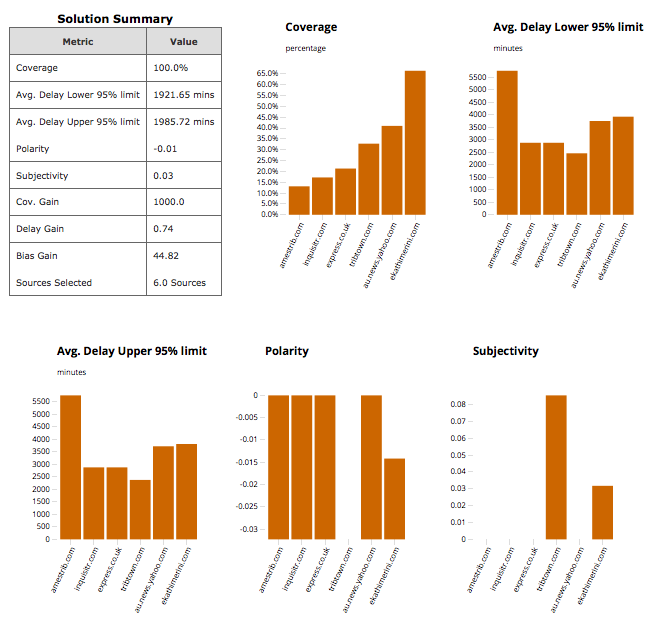 Solution Summary
Metric Value
Coverage 100.0%
Avg. Delay Lower 95% limit 1921.65 mins
Avg. Delay Upper 95% limit 1985.72 mins
Polarity -0.01
Subjectivity 0.03
Cov. Gain 1000.0
Delay Gain 0.74
Bias Gain 44.82
Sources Selected 6.0 Sources
Coverage
percentage
65.0%
60.0%
55.0%
50.0%
45.0%
40.0%
35.0%
30.0%
25.0%
20.0%
15.0%
10.0%
5.0%
0.0%
amestrib.com
inquisitr.com
express.co.uk
tribtown.com
au.news.yahoo.com
ekathimerini.com
Avg. Delay Lower 95% limit
minutes
5500
5000
4500
4000
3500
3000
2500
2000
1500
1000
500
0
amestrib.com
inquisitr.com
express.co.uk
tribtown.com
au.news.yahoo.com
ekathimerini.com
Avg. Delay Upper 95% limit
minutes
5500
5000
4500
4000
3500
3000
2500
2000
1500
1000
500
0
amestrib.com
inquisitr.com
express.co.uk
tribtown.com
au.news.yahoo.com
ekathimerini.com
Polarity
0
-0.005
-0.01
-0.015
-0.02
-0.025
-0.03
amestrib.com
inquisitr.com
express.co.uk
tribtown.com
au.news.yahoo.com
ekathimerini.com
Subjectivity
0.08
0.07
0.06
0.05
0.04
0.03
0.02
0.01
0
amestrib.com
inquisitr.com
express.co.uk
tribtown.com
au.news.yahoo.com
ekathimerini.com